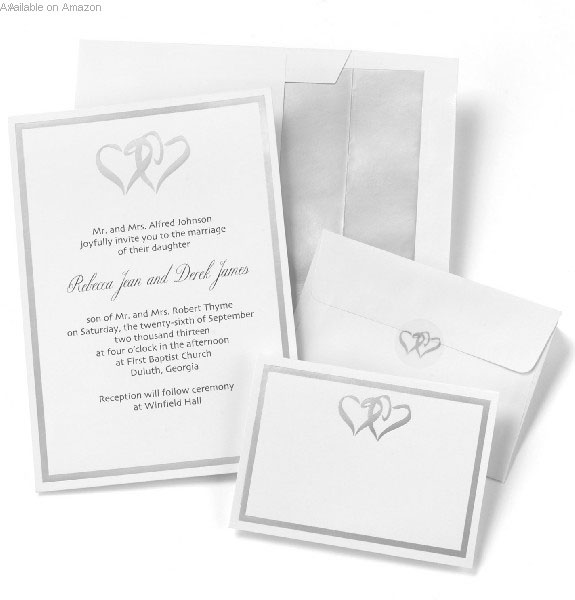 Available on Amazon
Mr. and Mrs. Alfred Johnson
joyfully invite you to the marriage
of their daughter
Rebecca Jean and Derek James
son of Mr. and Mrs. Robert Thyme
on Saturday, the twenty-sixth of September
two thousand thirteen
at four o'clock in the afternoon
at First Baptist Church
Duluth, Georgia
Reception will follow ceremony
at Winfield Hall